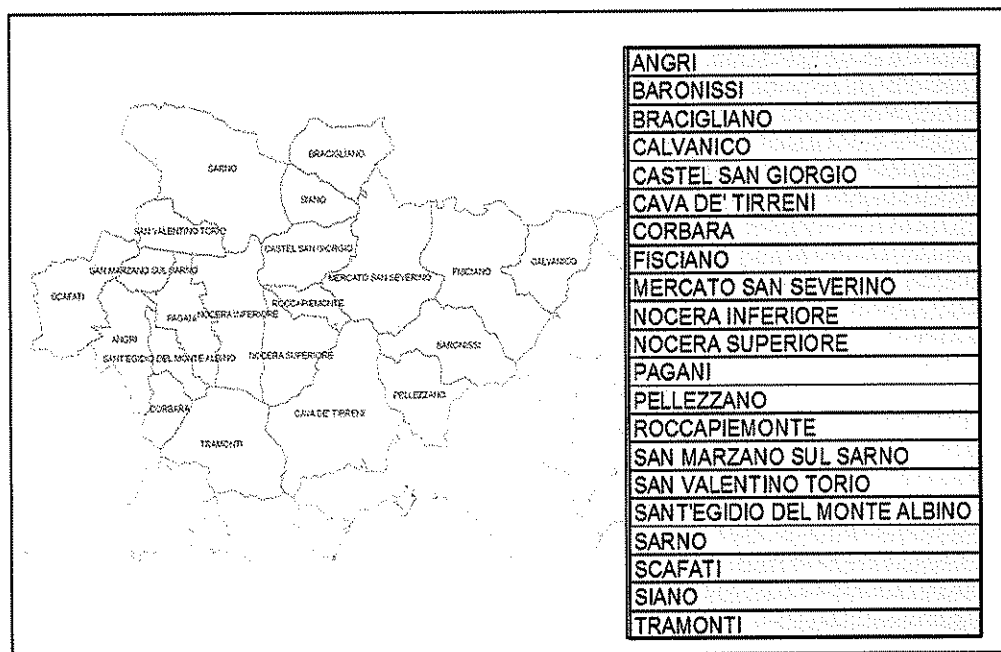 BRACIGLIANO
SARNO
SIANO
SAN VALENTINO TORIO
CASTEL SAN GIORGIO
CALVANICO
SAN MARZANO SUL SARNO
MERCATO SAN SEVERINO
FISCIANO
SCAFATI
ROCCAPIEMONTE
PAGANI
NOCERA INFERIORE
ANGRI
BARONISSI
SANT'EGIDIO DEL MONTE ALBINO
NOCERA SUPERIORE
PELLEZZANO
CORBARA
CAVA DE' TIRRENI
TRAMONTI
ANGRI
BARONISSI
BRACIGLIANO
CALVANICO
CASTEL SAN GIORGIO
CAVA DE' TIRRENI
CORBARA
FISCIANO
MERCATO SAN SEVERINO
NOCERA INFERIORE
NOCERA SUPERIORE
PAGANI
PELLEZZANO
ROCCAPIEMONTE
SAN MARZANO SUL SARNO
SAN VALENTINO TORIO
SANT'EGIDIO DEL MONTE ALBINO
SARNO
SCAFATI
SIANO
TRAMONTI